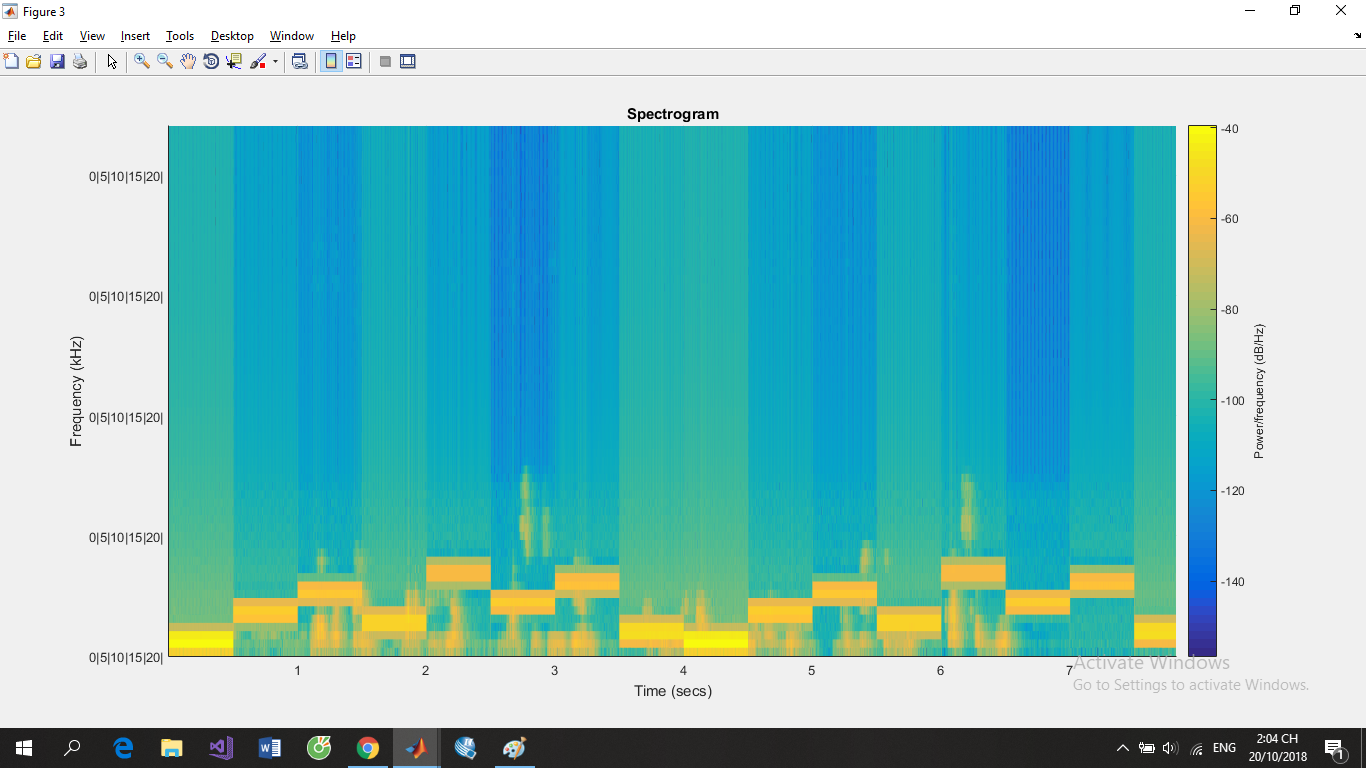 Figure 3
File Edit View Insert Tools Desktop Window Help
Spectrogram
0|5|10|15|20|
0|5|10|15|20|
0|5|10|15|20|
0|5|10|15|20|
0|5|10|15|20|
Frequency (kHz)
1 2 3 4 5 6 7
Time (secs)
-40
-60
-80
-100
-120
-140
Power/frequency (dB/Hz)
Activate Windows
Go to Settings to activate Windows.
ENG
2:04 CH
20/10/2018
1